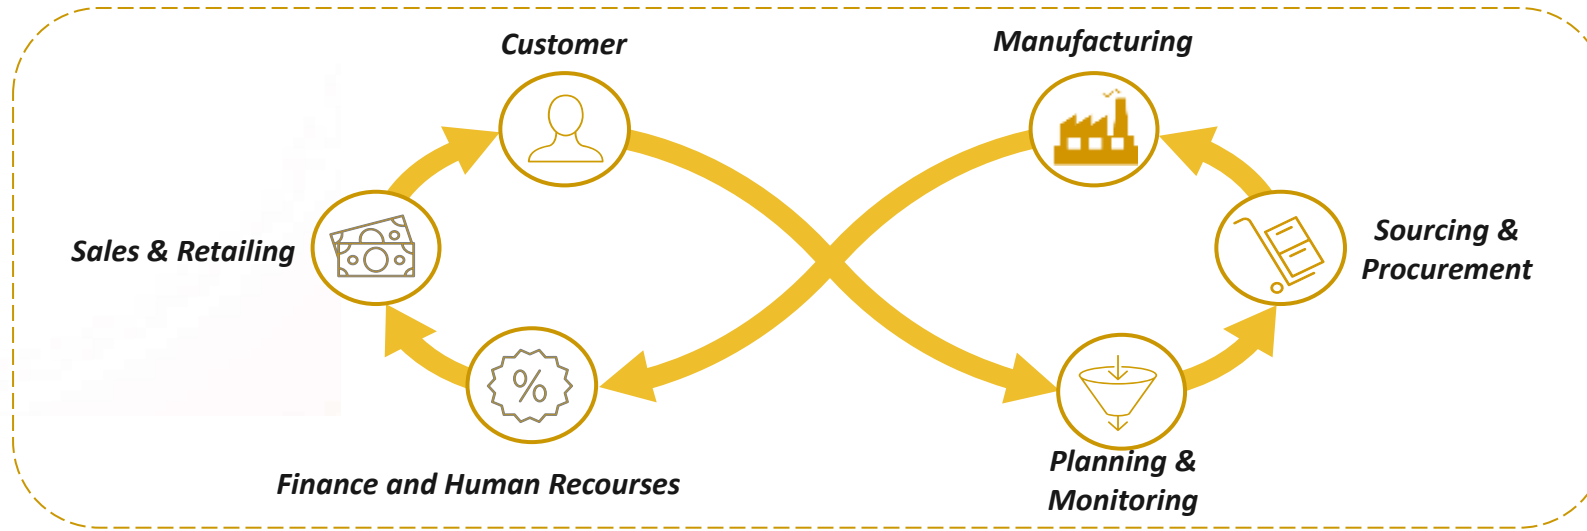 Customer
Manufacturing
Sales & Retailing
Sourcing &
Procurement
%
Finance and Human Recourses
Planning &
Monitoring